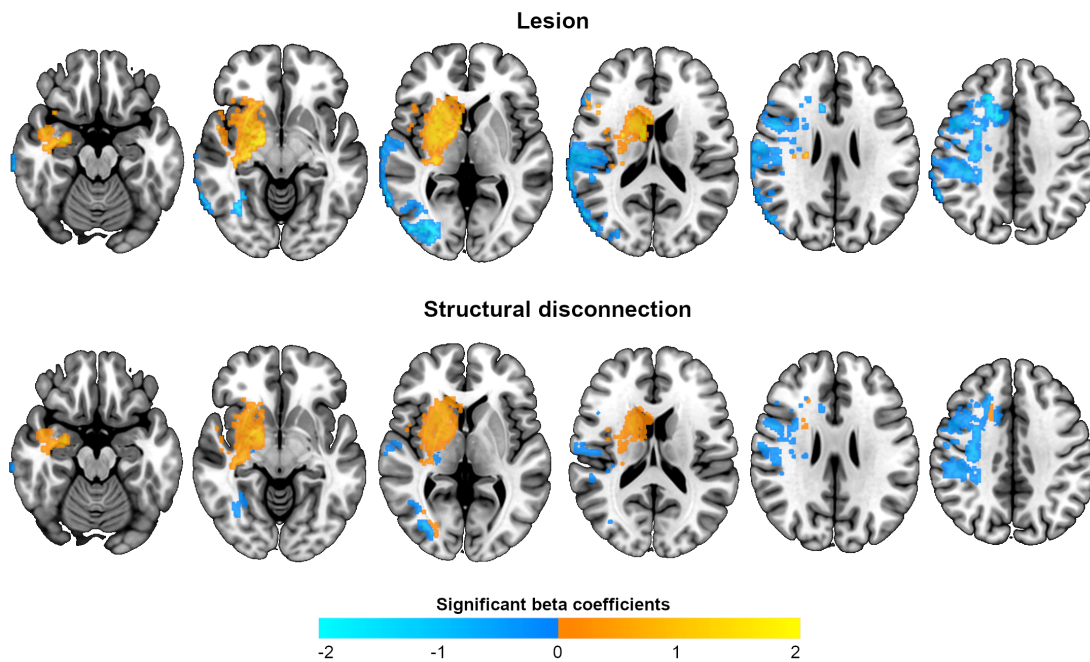 Lesion
Structural disconnection
Significant beta coefficients
-2 -1 0 1 2